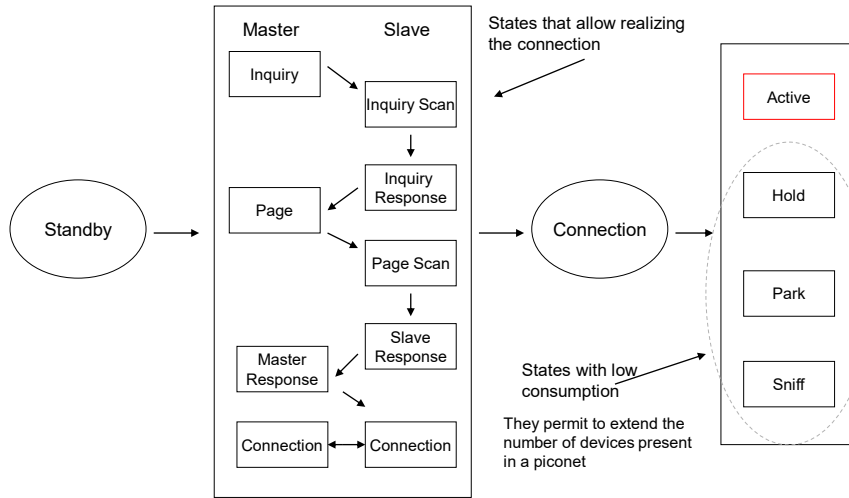 Master
Slave
Inquiry
Inquiry Scan
Inquiry
Response
Page
Page Scan
Slave
Response
Master
Response
Connection
Connection
Standby
States that allow realizing
the connection
Connection
Active
Hold
Park
Sniff
States with low
consumption
They permit to extend the
number of devices present
in a piconet